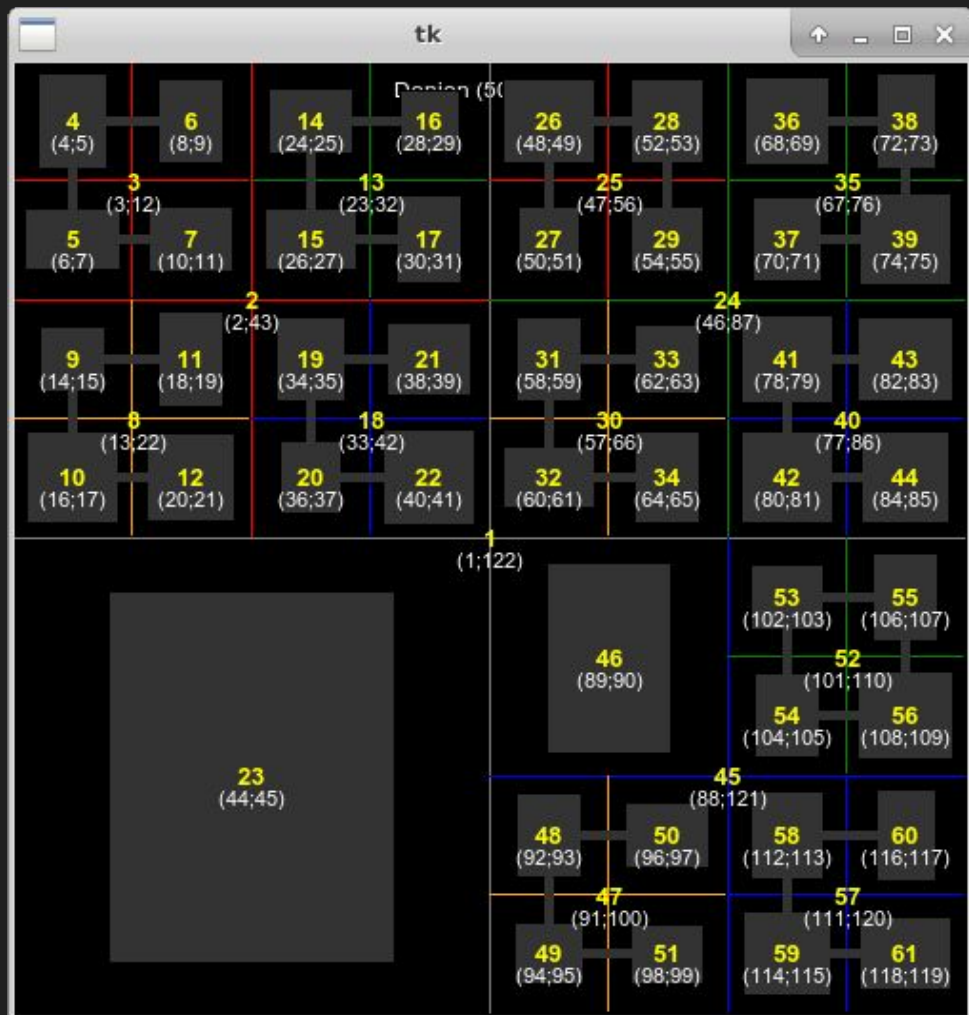 tk
Donjon (50
4 6 14 16 26 28 36 38
(4;5) (8;9) (24;25) (28;29) (48;49) (52;53) (68;69) (72;73)
3 13 25 35
(3;12) (23;32) (47;56) (67;76)
5 7 15 17 27 29 37 39
(6;7) (10;11) (26;27) (30;31) (50;51) (54;55) (70;71) (74;75)
2 24
(2;43) (46;87)
9 11 19 21 31 33 41 43
(14;15) (18;19) (34;35) (38;39) (58;59) (62;63) (78;79) (82;83)
8 18 30 40
(13;22) (33;42) (57;66) (77;86)
10 12 20 22 32 34 42 44
(16;17) (20;21) (36;37) (40;41) (60;61) (64;65) (80;81) (84;85)
1
(1;122)
53 55
(102;103) (106;107)
46 52
(89;90) (101;110)
54 56
(104;105) (108;109)
23 45
(44;45) (88;121)
48 50 58 60
(92;93) (96;97) (112;113) (116;117)
47 57
(91;100) (111;120)
49 51 59 61
(94;95) (98;99) (114;115) (118;119)